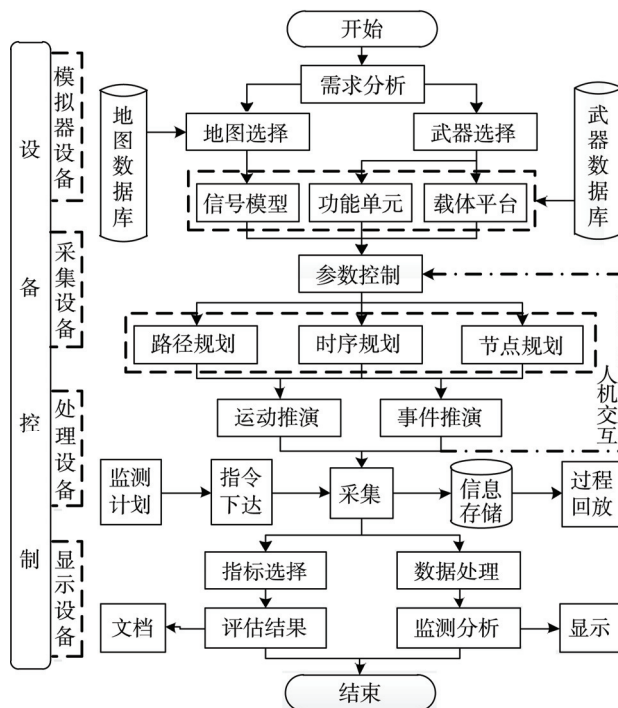 开始
需求分析
地图选择
武器选择
信号模型
功能单元
载体平台
地图数据库
武器数据库
参数控制
路径规划
时序规划
节点规划
运动推演
事件推演
人机交互
监测
计划
指令
下达
采集
信息
存储
过程
回放
指标选择
数据处理
文档
评估结果
监测分析
显示
结束
设备控制
模拟器设备
采集设备
处理设备
显示设备